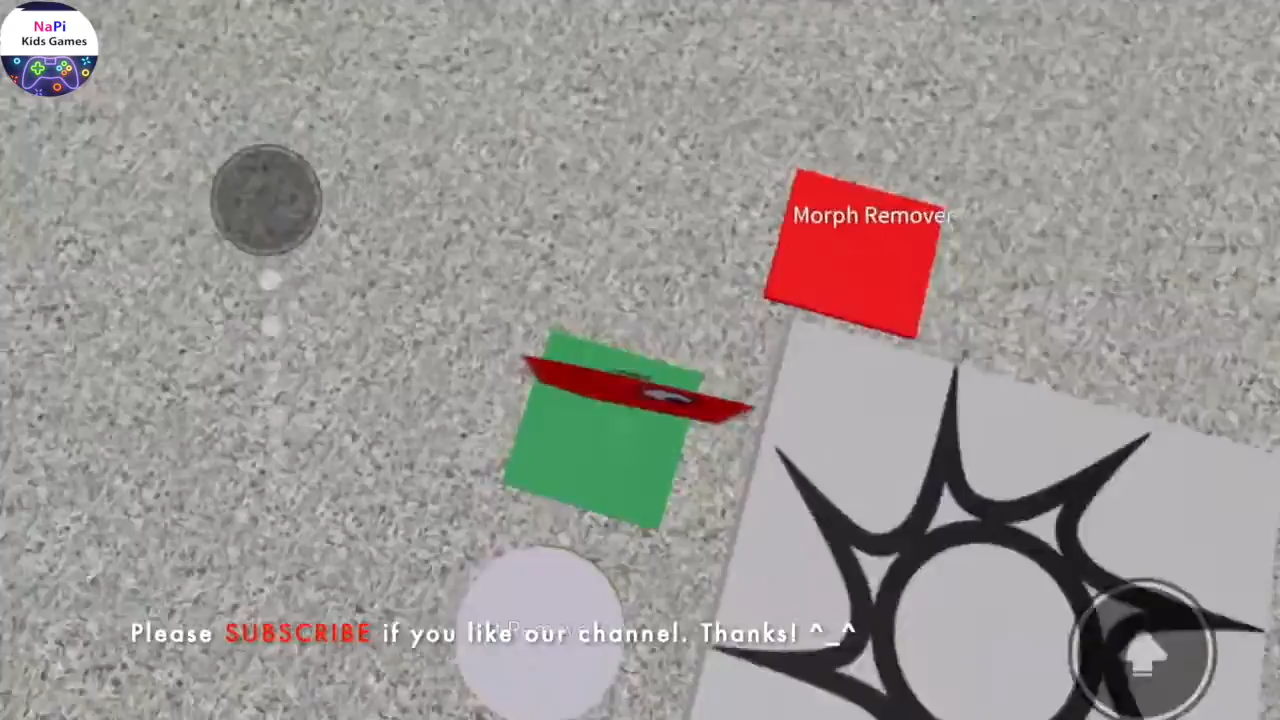 NaPi
Kids Games
Morph Remover
Please SUBSCRIBE if you like our channel. Thanks! ^_^